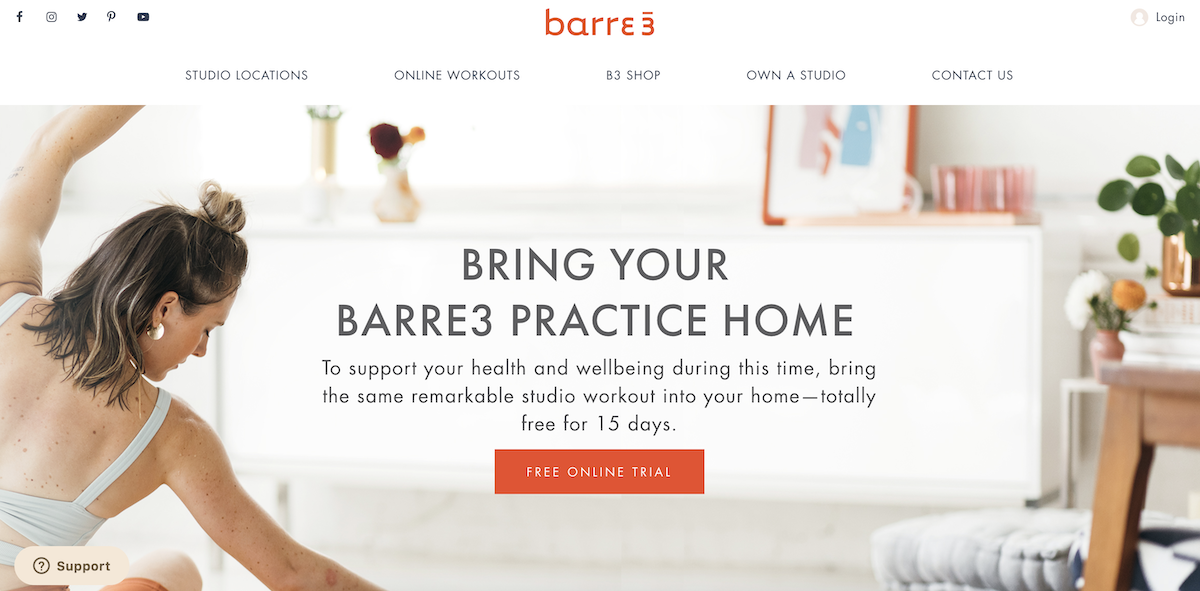 barre3
Login
STUDIO LOCATIONS
ONLINE WORKOUTS
B3 SHOP
OWN A STUDIO
CONTACT US
BRING YOUR
BARRE3 PRACTICE HOME
To support your health and wellbeing during this time, bring
the same remarkable studio workout into your home—totally
free for 15 days.
FREE ONLINE TRIAL
? Support